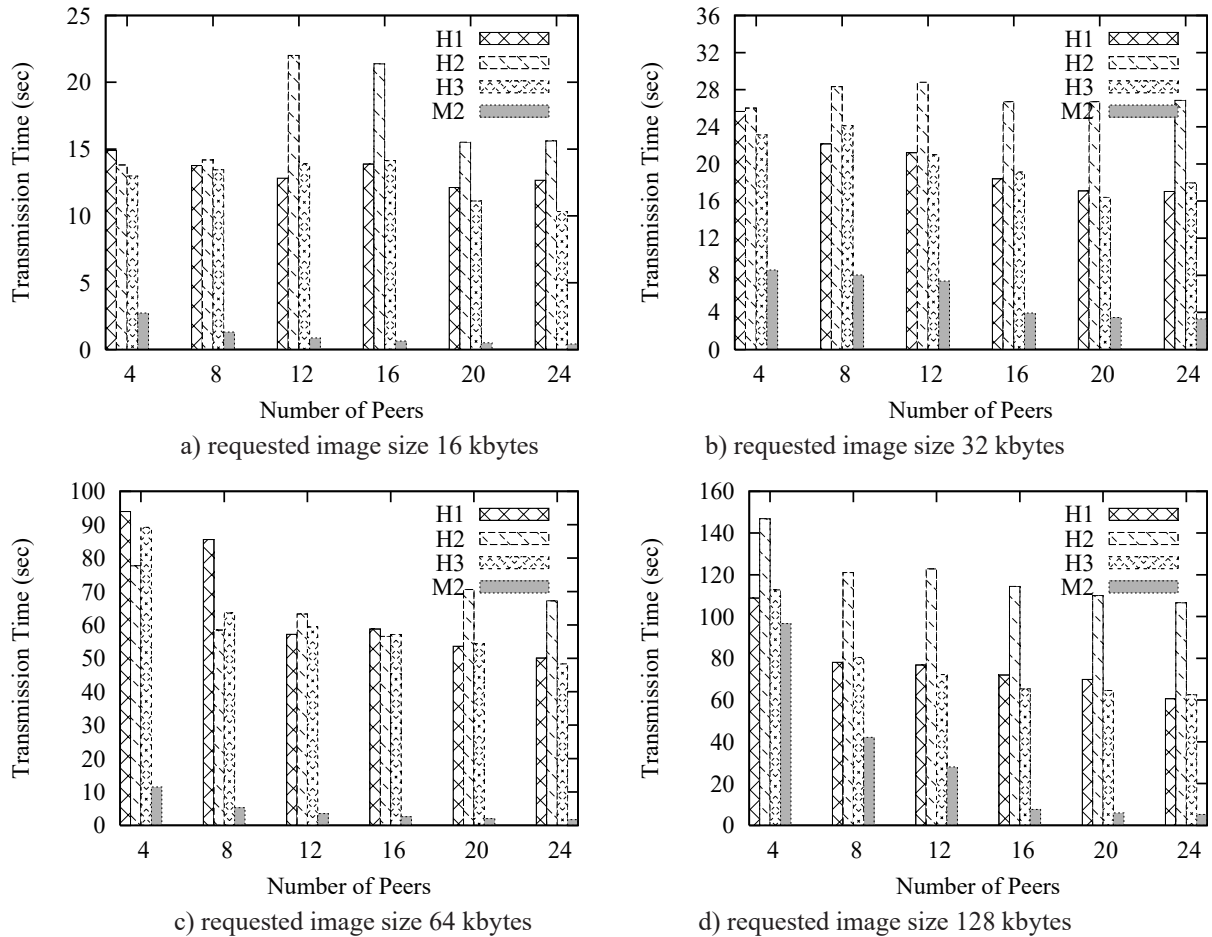 25
20
15
10
5
0
Transmission Time (sec)
H1
H2
H3
M2
4 8 12 16 20 24
Number of Peers
a) requested image size 16 kbytes
36
32
28
24
20
16
12
8
4
0
Transmission Time (sec)
H1
H2
H3
M2
4 8 12 16 20 24
Number of Peers
b) requested image size 32 kbytes
100
90
80
70
60
50
40
30
20
10
0
Transmission Time (sec)
H1
H2
H3
M2
4 8 12 16 20 24
Number of Peers
c) requested image size 64 kbytes
160
140
120
100
80
60
40
20
0
Transmission Time (sec)
H1
H2
H3
M2
4 8 12 16 20 24
Number of Peers
d) requested image size 128 kbytes